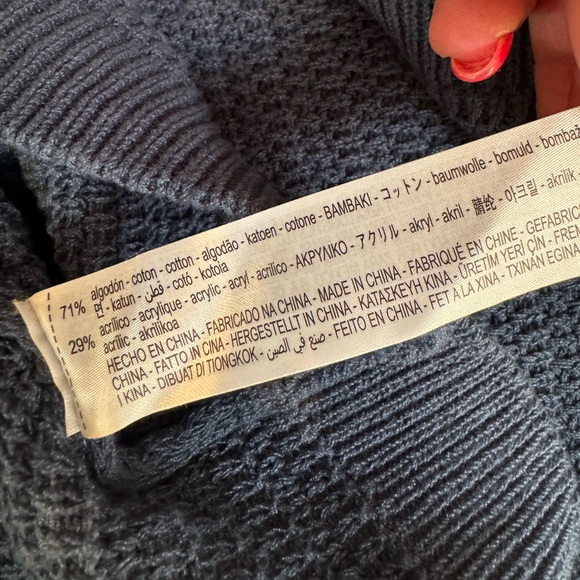 71% algodón - coton - cotton - algodão - katoen - cotone - ΒΑΜΒΑΚΙ - コットン - baumwolle - bomuld - bombaž
면 - katun - قطن - cotó - kotoia
29% acrílico - acrylique - acrylic - acryl - acrilico - ΑΚΡΥΛΙΚΟ - アクリル - akryl - akril - 腈纶 - 아크릴 - akrilik -
acrílic - akrilikoa
HECHO EN CHINA - FABRICADO NA CHINA - MADE IN CHINA - FABRIQUÉ EN CHINE - GEFABRIC
CHINA - FATTO IN CINA - HERGESTELLT IN CHINA - ΚΑΤΑΣΚΕΥΗ ΚΙΝΑ - ÜRETİM YERİ ÇİN - FREM
I KINA - DIBUAT DI TIONGKOK - صنع في الصين - FEITO EN CHINA - FET A LA XINA - TXINAN EGINA